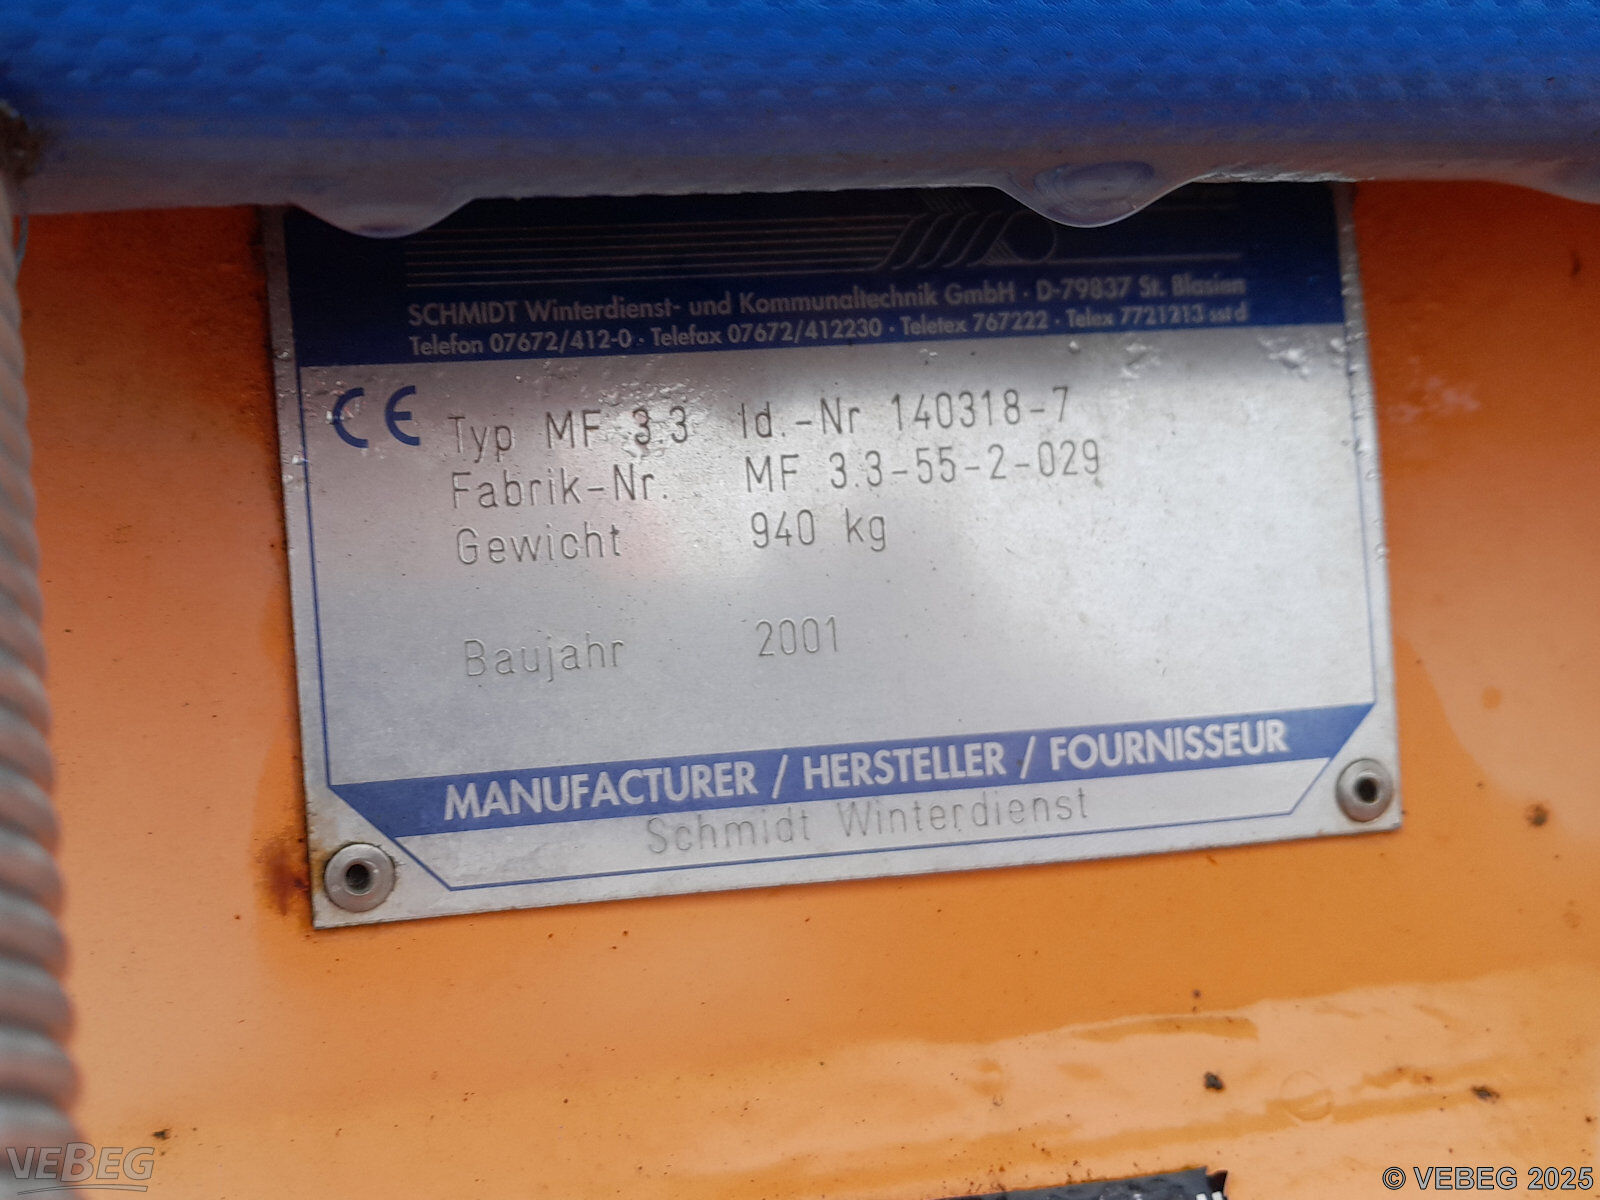 SCHMIDT Winterdienst- und Kommunaltechnik GmbH · D-79837 St. Blasien
Telefon 07672/412-0 · Telefax 07672/412230 · Teletex 767222 · Telex 7721213 sst d
CE Typ MF 3.3 Id.-Nr 140318-7
Fabrik-Nr. MF 3.3-55-2-029
Gewicht 940 kg
Baujahr 2001
MANUFACTURER / HERSTELLER / FOURNISSEUR
Schmidt Winterdienst
VEBEG
© VEBEG 2025